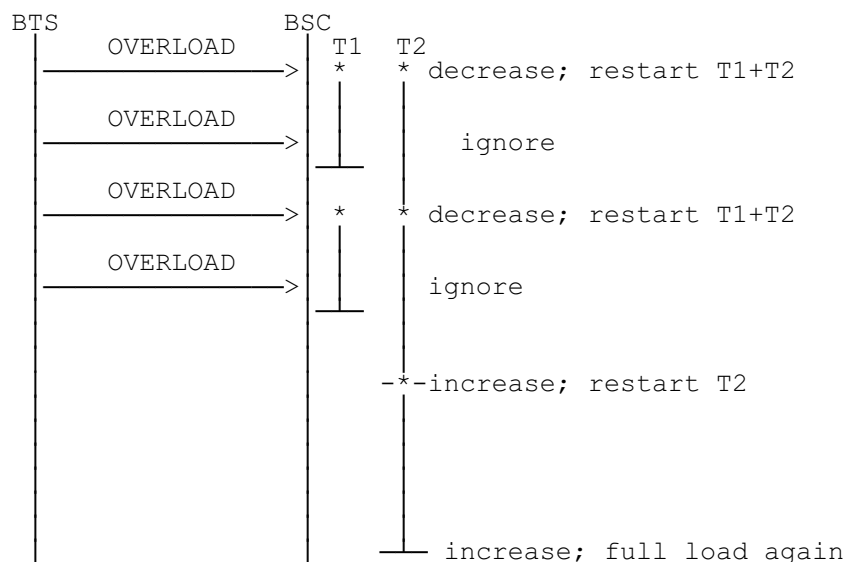 BTS BSC
OVERLOAD T1 T2
> * * decrease; restart T1+T2
OVERLOAD
> ignore
OVERLOAD
> * * decrease; restart T1+T2
OVERLOAD
> ignore
-*-increase; restart T2
increase; full load again